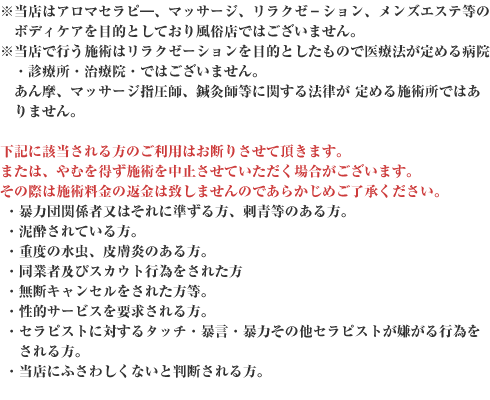 ※当店はアロマセラピ―、マッサージ、リラクゼ－ション、メンズエステ等の
ボディケアを目的としており風俗店ではございません。
※当店で行う施術はリラクゼーションを目的としたもので医療法が定める病院
・診療所・治療院・ではございません。
あん摩、マッサージ指圧師、鍼灸師等に関する法律が 定める施術所ではあ
りません。
下記に該当される方のご利用はお断りさせて頂きます。
または、やむを得ず施術を中止させていただく場合がございます。
その際は施術料金の返金は致しませんのであらかじめご了承ください。
・暴力団関係者又はそれに準ずる方、刺青等のある方。
・泥酔されている方。
・重度の水虫、皮膚炎のある方。
・同業者及びスカウト行為をされた方
・無断キャンセルをされた方等。
・性的サービスを要求される方。
・セラピストに対するタッチ・暴言・暴力その他セラピストが嫌がる行為を
される方。
・当店にふさわしくないと判断される方。